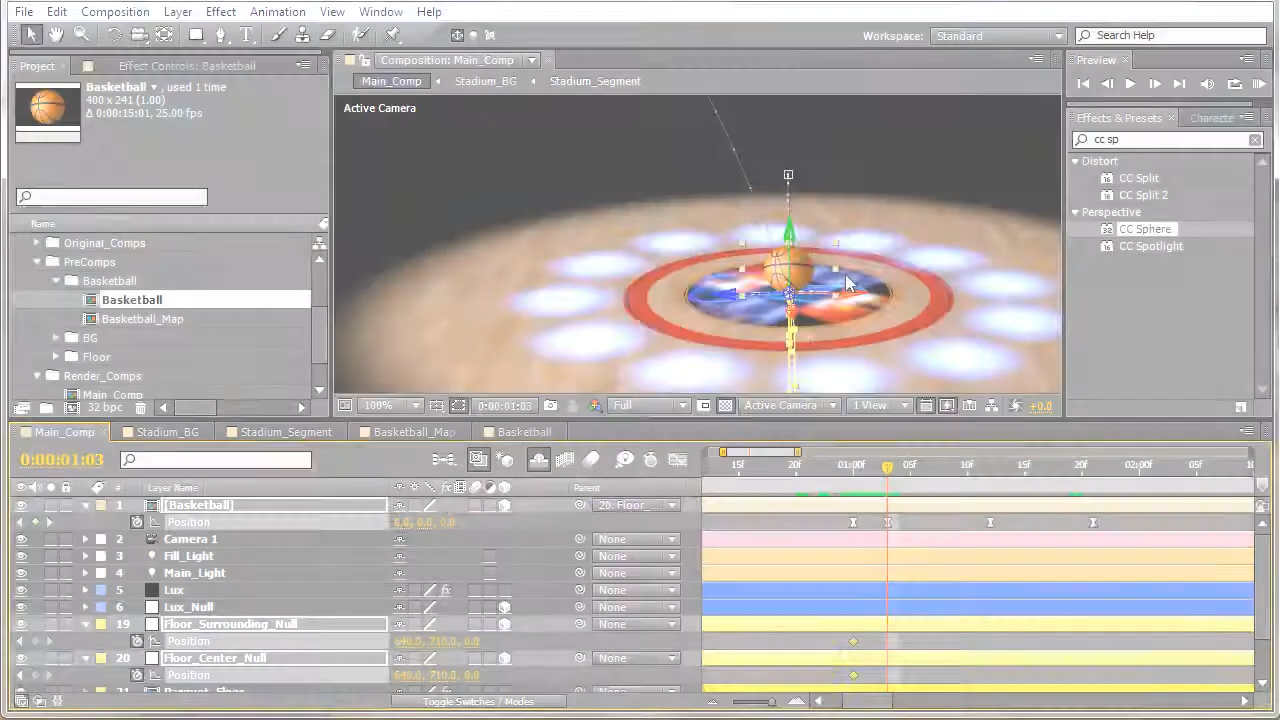 File Edit Composition Layer Effect Animation View Window Help
Workspace: Standard Search Help
Project Effect Controls: Basketball Composition: Main_Comp Preview
Basketball , used 1 time
400 x 241 (1.00)
Δ 0:00:15:01, 25.00 fps
Main_Comp Stadium_BG Stadium_Segment
Active Camera
Effects & Presets Characte
cc sp
Distort
CC Split
CC Split 2
Perspective
CC Sphere
CC Spotlight
Name
Original_Comps
PreComps
Basketball
Basketball
Basketball_Map
BG
Floor
Render_Comps
Main_Comp
32 bpc
100% 0:00:01:03 Full Active Camera 1 View +0.0
Main_Comp Stadium_BG Stadium_Segment Basketball_Map Basketball
0:00:01:03
15f 20f 01:00f 05f 10f 15f 20f 02:00f 05f 10
# Layer Name fx Parent
1 [Basketball] 20. Floor_...
Position 0.0, 0.0, 0.0
2 Camera 1 None
3 Fill_Light None
4 Main_Light None
5 Lux fx None
6 Lux_Null None
19 Floor_Surrounding_Null None
Position 640.0, 710.0, 0.0
20 Floor_Center_Null None
Position 640.0, 710.0, 0.0
21 Parquet_Floor None
Toggle Switches / Modes